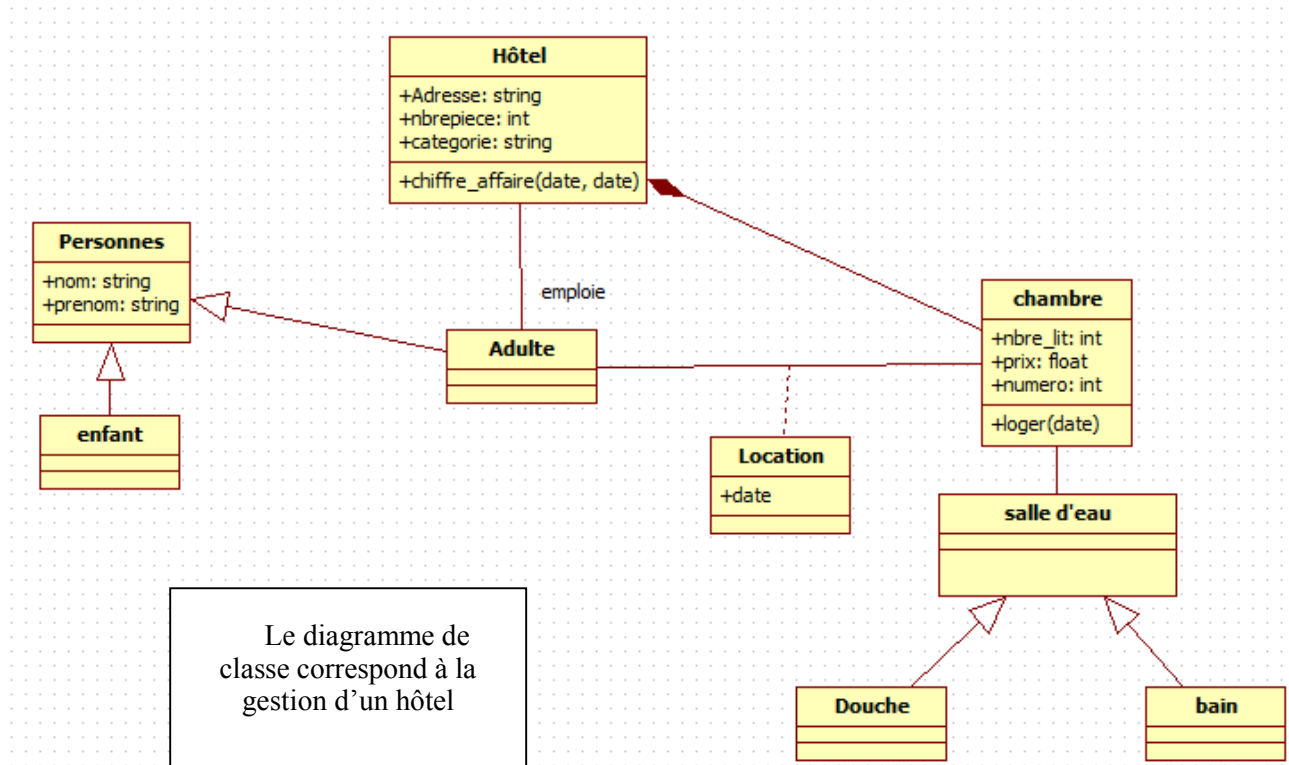 Hôtel
+Adresse: string
+nbrepiece: int
+categorie: string
+chiffre_affaire(date, date)
Personnes
+nom: string
+prenom: string
emploie
Adulte
chambre
+nbre_lit: int
+prix: float
+numero: int
+loger(date)
enfant
Location
+date
salle d'eau
Le diagramme de
classe correspond à la
gestion d’un hôtel
Douche
bain